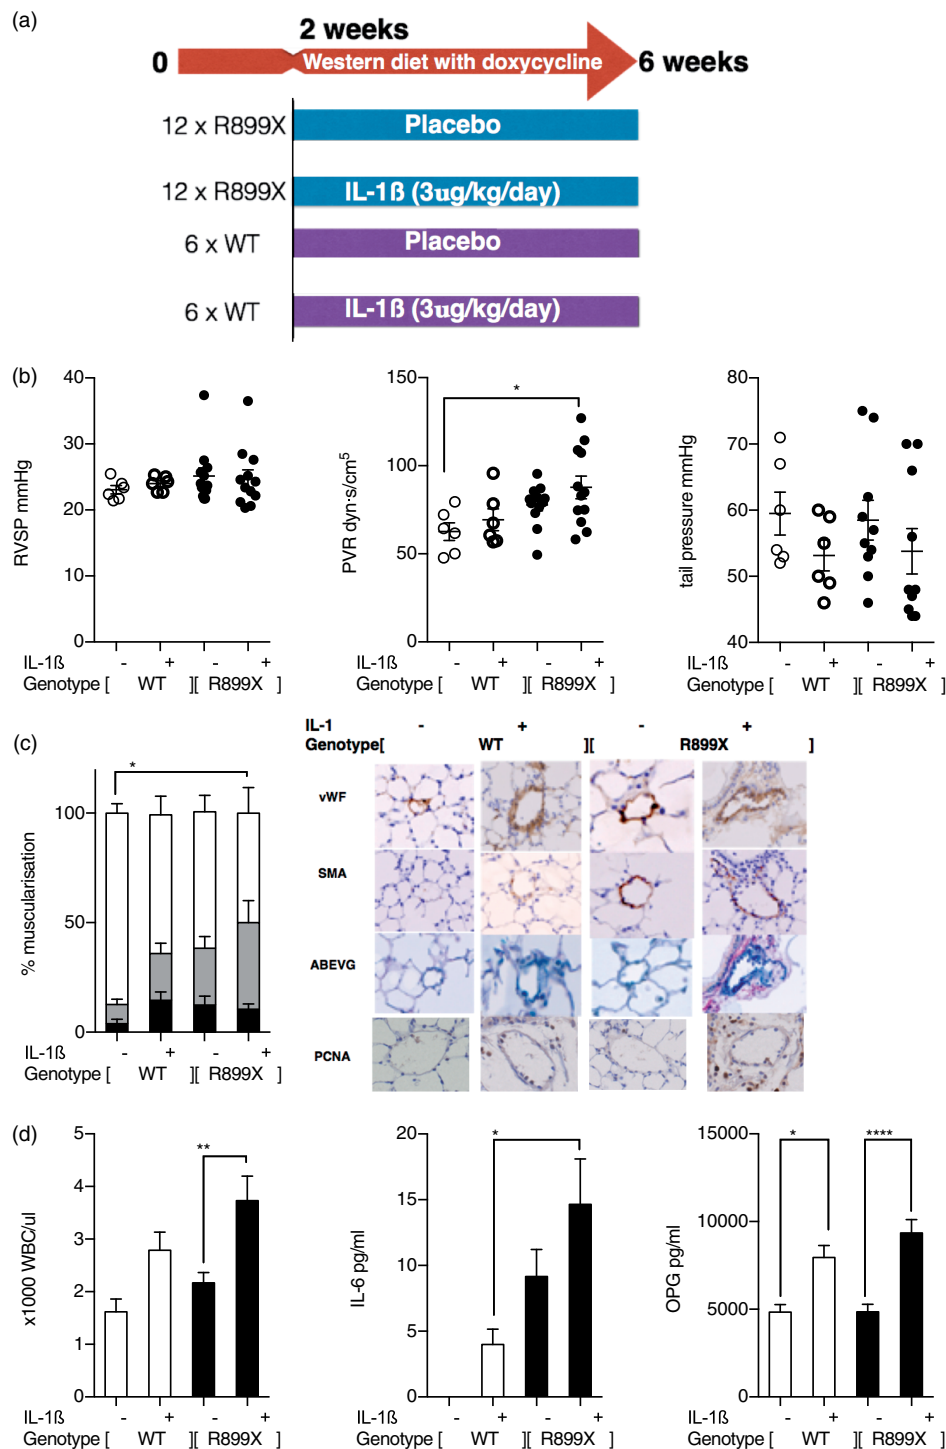 (a)
2 weeks
0 Western diet with doxycycline 6 weeks
12 x R899X Placebo
12 x R899X IL-1ß (3ug/kg/day)
6 x WT Placebo
6 x WT IL-1ß (3ug/kg/day)
(b)
RVSP mmHg
40
30
20
10
0
IL-1ß - + - +
Genotype [ WT ][ R899X ]
PVR dyn·s/cm5
150
100
50
0
*
IL-1ß - + - +
Genotype [ WT ][ R899X ]
tail pressure mmHg
80
70
60
50
40
IL-1ß - + - +
Genotype [ WT ][ R899X ]
(c)
% muscularisation
100
50
0
*
IL-1ß - + - +
Genotype [ WT ][ R899X ]
IL-1 - + - +
Genotype[ WT ][ R899X ]
vWF
SMA
ABEVG
PCNA
(d)
x1000 WBC/ul
5
4
3
2
1
0
**
IL-1ß - + - +
Genotype [ WT ][ R899X ]
IL-6 pg/ml
20
15
10
5
0
*
IL-1ß - + - +
Genotype [ WT ][ R899X ]
OPG pg/ml
15000
10000
5000
0
* ****
IL-1ß - + - +
Genotype [ WT ][ R899X ]